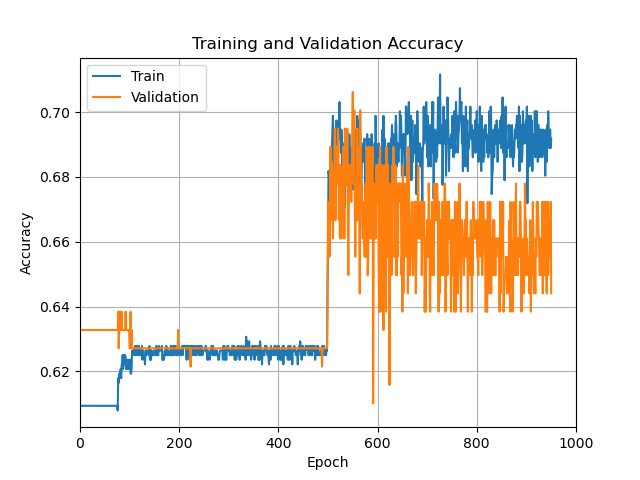 Training and Validation Accuracy
Train
Validation
0.70
0.68
0.66
0.64
0.62
Accuracy
0 200 400 600 800 1000
Epoch